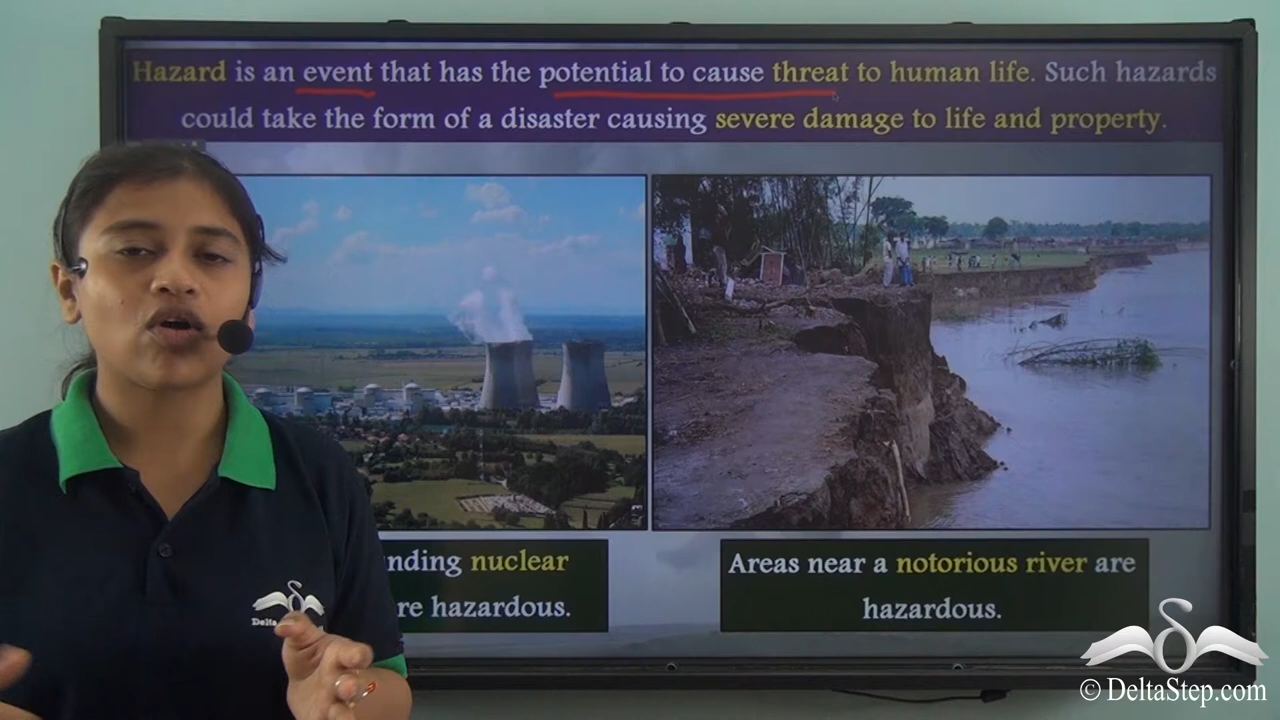 Hazard is an event that has the potential to cause threat to human life. Such hazards
could take the form of a disaster causing severe damage to life and property.
nding nuclear
re hazardous.
Areas near a notorious river are
hazardous.
Delta
© DeltaStep.com